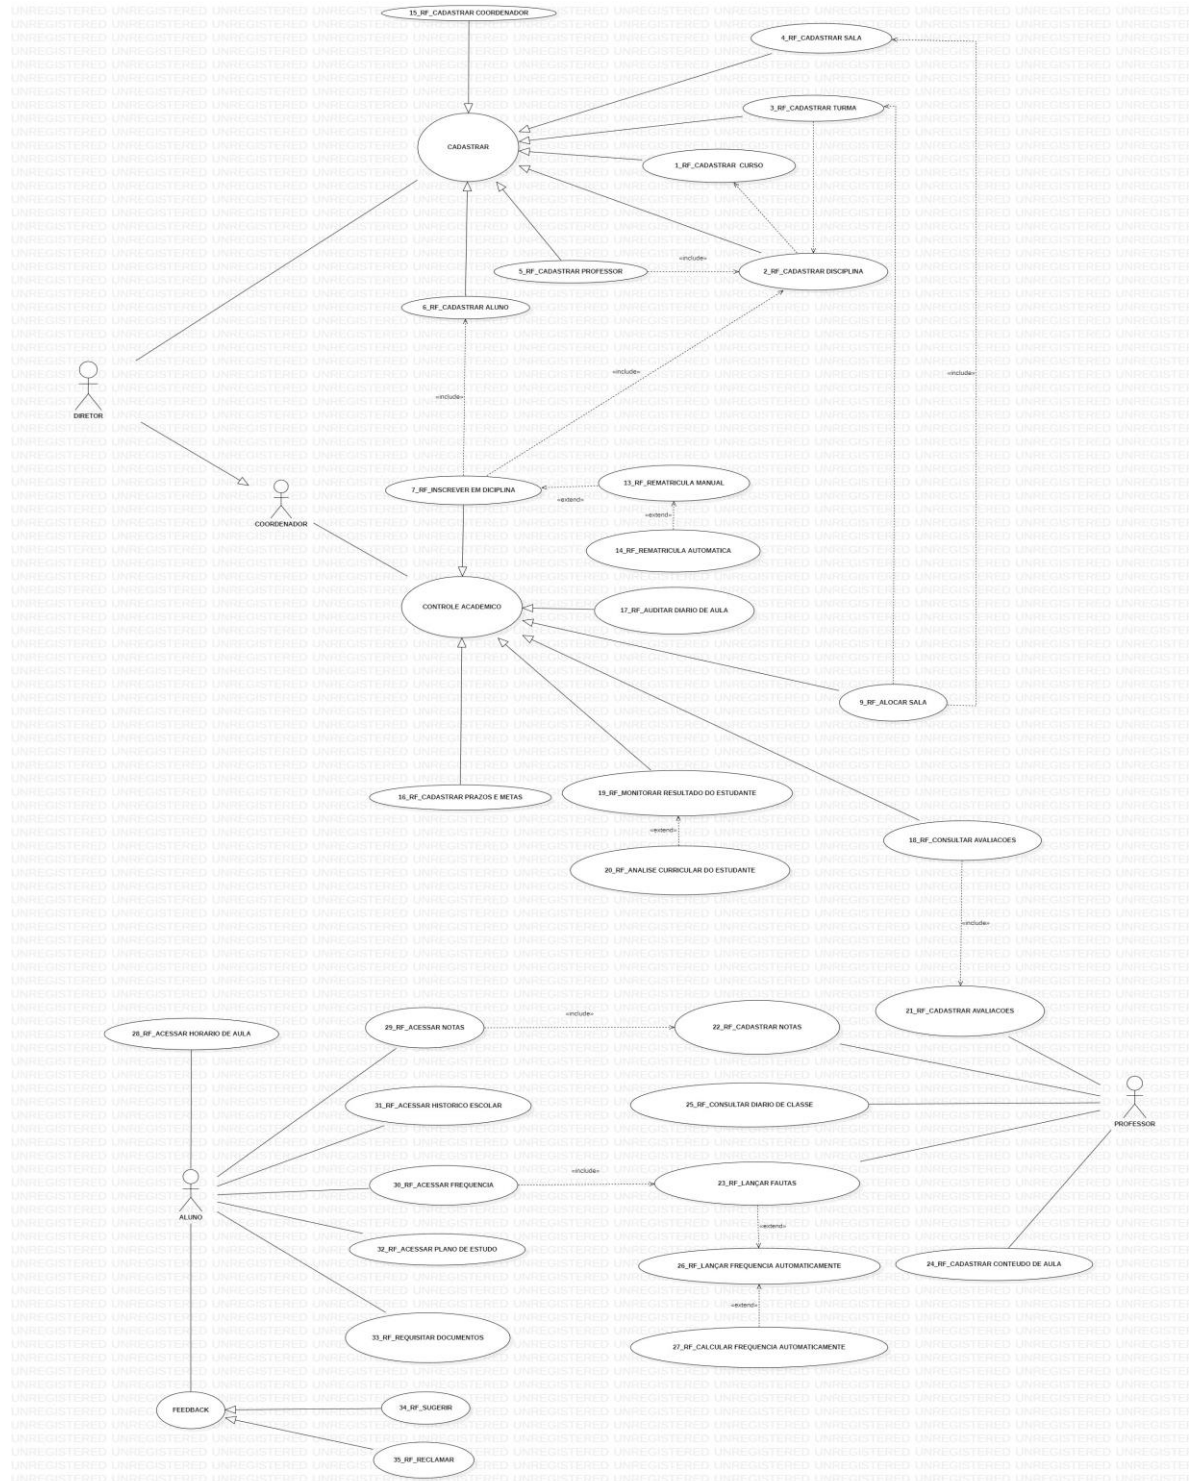 15_RF_CADASTRAR COORDENADOR
4_RF_CADASTRAR SALA
3_RF_CADASTRAR TURMA
CADASTRAR
1_RF_CADASTRAR CURSO
«include»
5_RF_CADASTRAR PROFESSOR
2_RF_CADASTRAR DISCIPLINA
6_RF_CADASTRAR ALUNO
«include»
«include»
«include»
DIRETOR
7_RF_INSCREVER EM DICIPLINA
13_RF_REMATRICULA MANUAL
«extend»
«extend»
COORDENADOR
14_RF_REMATRICULA AUTOMATICA
CONTROLE ACADEMICO
17_RF_AUDITAR DIARIO DE AULA
9_RF_ALOCAR SALA
16_RF_CADASTRAR PRAZOS E METAS
19_RF_MONITORAR RESULTADO DO ESTUDANTE
«extend»
18_RF_CONSULTAR AVALIACOES
20_RF_ANALISE CURRICULAR DO ESTUDANTE
«include»
21_RF_CADASTRAR AVALIACOES
28_RF_ACESSAR HORARIO DE AULA
29_RF_ACESSAR NOTAS
«include»
22_RF_CADASTRAR NOTAS
31_RF_ACESSAR HISTORICO ESCOLAR
25_RF_CONSULTAR DIARIO DE CLASSE
PROFESSOR
«include»
30_RF_ACESSAR FREQUENCIA
23_RF_LANÇAR FAUTAS
ALUNO
«extend»
32_RF_ACESSAR PLANO DE ESTUDO
26_RF_LANÇAR FREQUENCIA AUTOMATICAMENTE
24_RF_CADASTRAR CONTEUDO DE AULA
«extend»
33_RF_REQUISITAR DOCUMENTOS
27_RF_CALCULAR FREQUENCIA AUTOMATICAMENTE
FEEDBACK
34_RF_SUGERIR
35_RF_RECLAMAR
UNREGISTERED